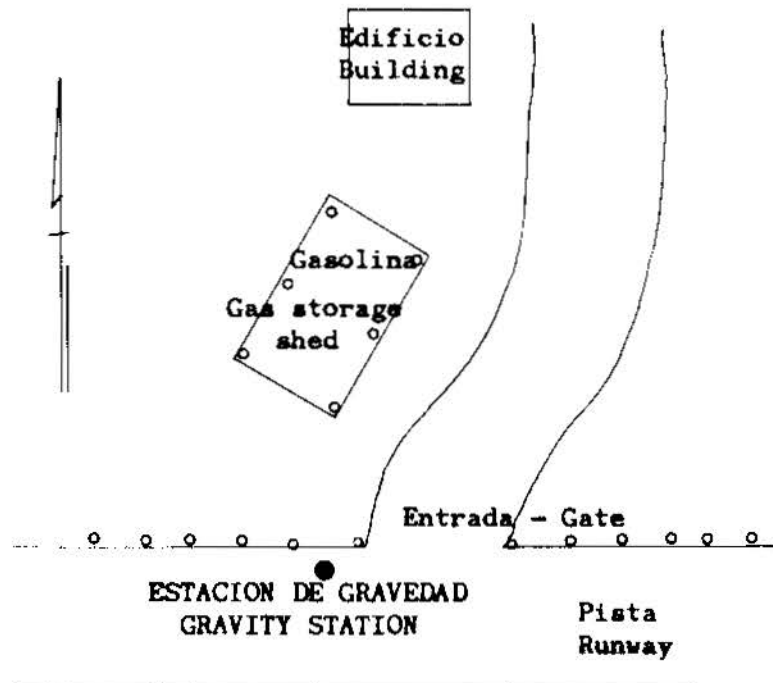 Edificio
Building
Gasolina
Gas storage
shed
Entrada - Gate
ESTACION DE GRAVEDAD
GRAVITY STATION
Pista
Runway